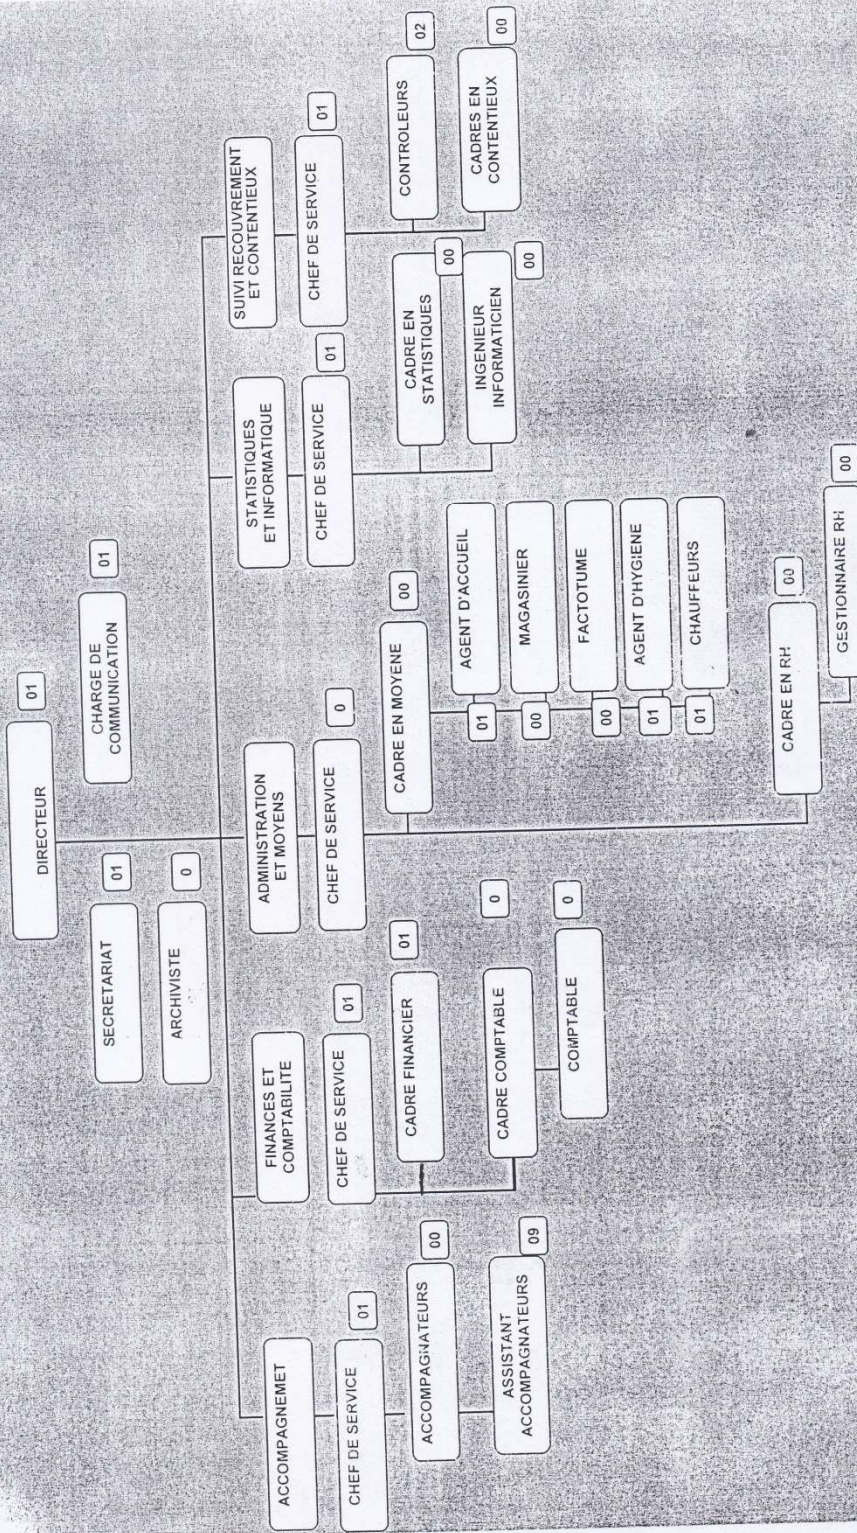 DIRECTEUR
01
SECRETARIAT
01
CHARGE DE
COMMUNICATION
01
ARCHIVISTE
0
ACCOMPAGNEMET
CHEF DE SERVICE
01
ACCOMPAGNATEURS
00
ASSISTANT
ACCOMPAGNATEURS
09
FINANCES ET
COMPTABILITE
CHEF DE SERVICE
01
CADRE FINANCIER
01
CADRE COMPTABLE
0
COMPTABLE
0
ADMINISTRATION
ET MOYENS
CHEF DE SERVICE
0
CADRE EN MOYENE
00
AGENT D'ACCUEIL
01
MAGASINIER
00
FACTOTUME
00
AGENT D'HYGIENE
01
CHAUFFEURS
01
CADRE EN RH
00
GESTIONNAIRE RH
00
STATISTIQUES
ET INFORMATIQUE
CHEF DE SERVICE
01
CADRE EN
STATISTIQUES
00
INGENIEUR
INFORMATICIEN
00
SUIVI RECOUVREMENT
ET CONTENTIEUX
CHEF DE SERVICE
01
CONTROLEURS
02
CADRES EN
CONTENTIEUX
00